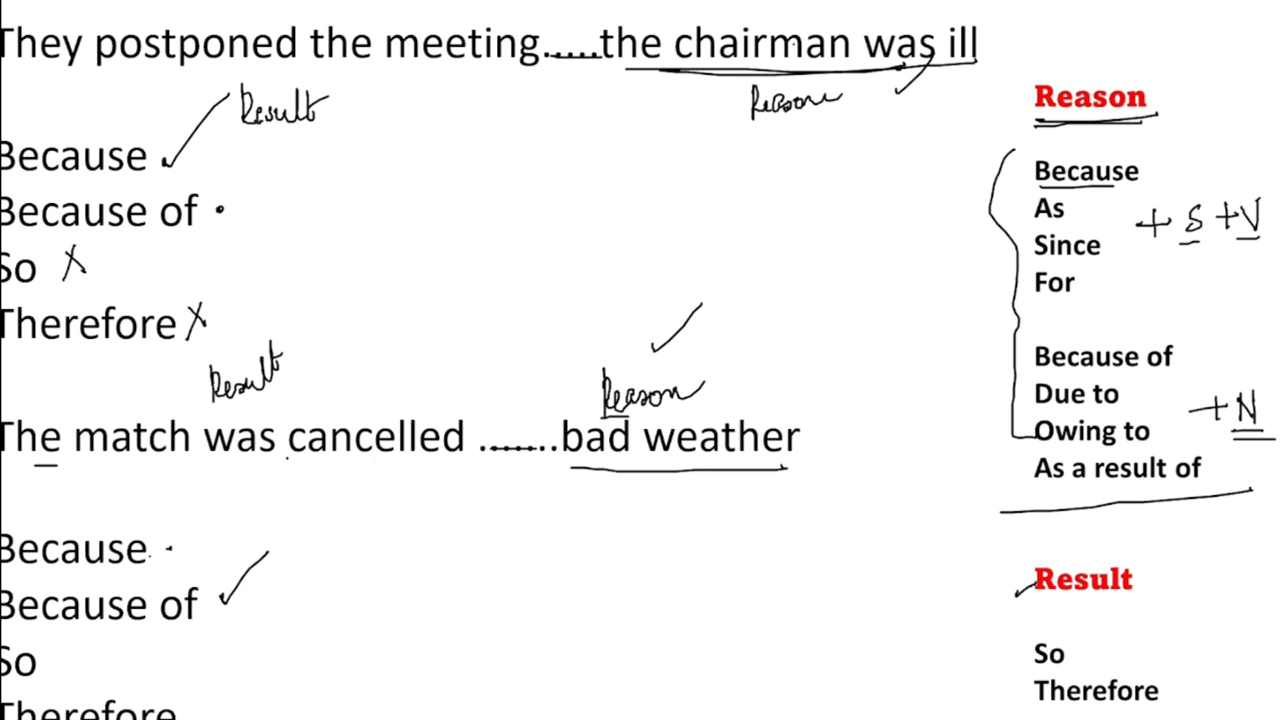 They postponed the meeting.....the chairman was ill
Result
Reason
Because
Because of
So X
Therefore X
Result
Reason
The match was cancelled .......bad weather
Because
Because of
So
Therefore
Reason
Because
As
Since
For
+ S + V
Because of
Due to
Owing to
As a result of
+ N
Result
So
Therefore